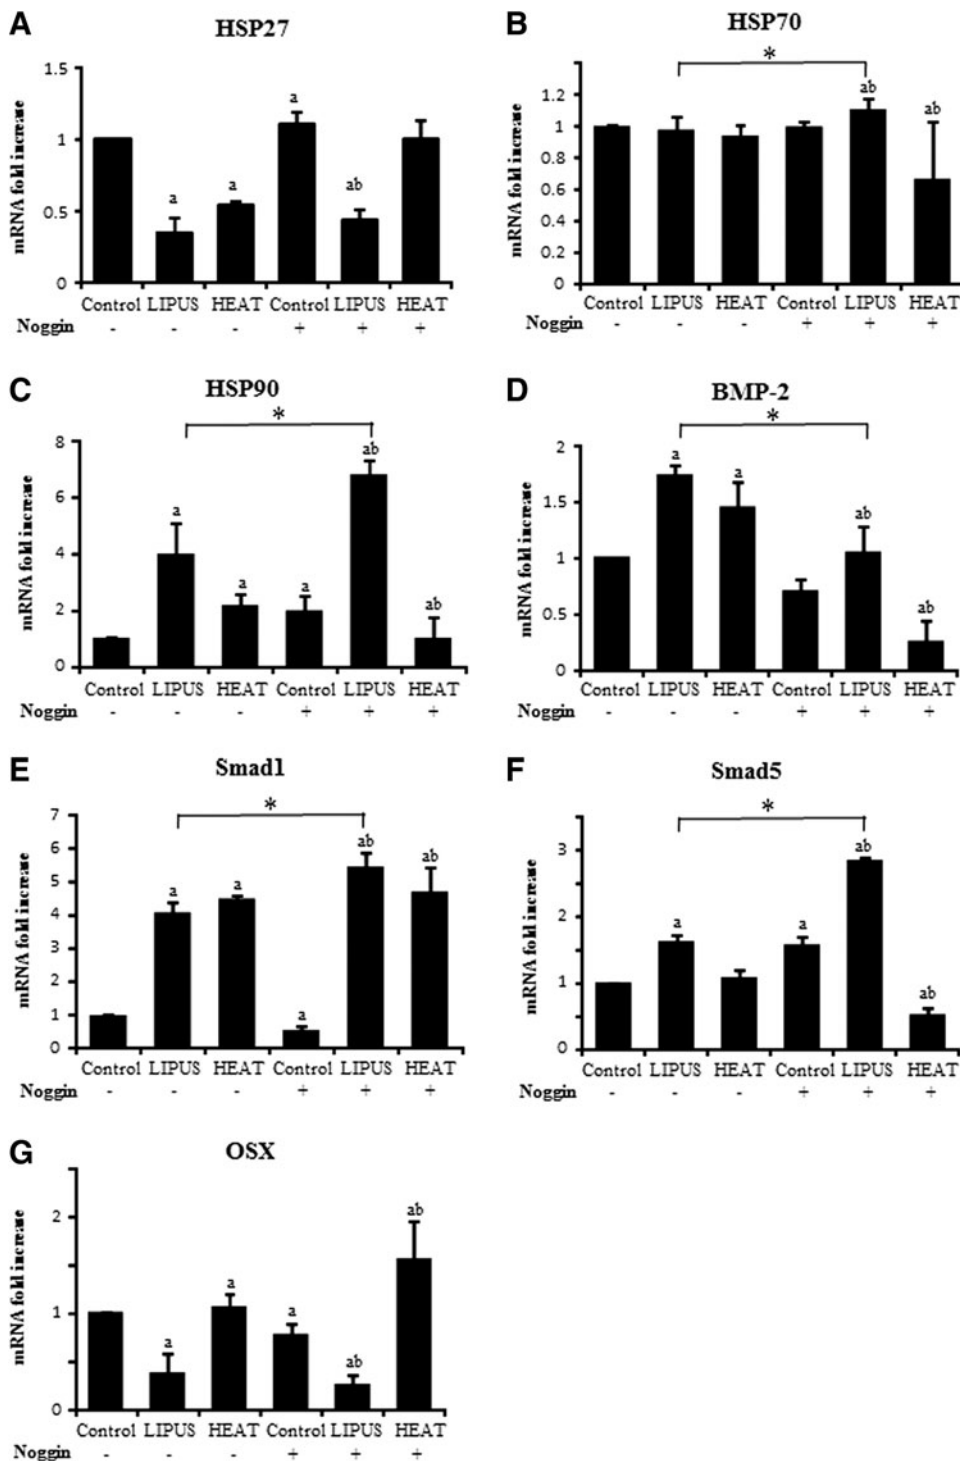 A
HSP27
mRNA fold increase
1.5
1
0.5
0
a
a
a
ab
Control LIPUS HEAT Control LIPUS HEAT
Noggin - - - + + +
B
HSP70
*
mRNA fold increase
1.2
1
0.8
0.6
0.4
0.2
0
ab
ab
Control LIPUS HEAT Control LIPUS HEAT
Noggin - - - + + +
C
HSP90
*
mRNA fold increase
8
6
4
2
0
a
a
a
ab
ab
Control LIPUS HEAT Control LIPUS HEAT
Noggin - - - + + +
D
BMP-2
*
mRNA fold increase
2
1.5
1
0.5
0
a
a
ab
ab
Control LIPUS HEAT Control LIPUS HEAT
Noggin - - - + + +
E
Smad1
*
mRNA fold increase
7
6
5
4
3
2
1
0
a
a
a
ab
ab
Control LIPUS HEAT Control LIPUS HEAT
Noggin - - - + + +
F
Smad5
*
mRNA fold increase
3
2
1
0
a
a
ab
ab
Control LIPUS HEAT Control LIPUS HEAT
Noggin - - - + + +
G
OSX
mRNA fold increase
2
1
0
a
a
a
ab
ab
Control LIPUS HEAT Control LIPUS HEAT
Noggin - - - + + +